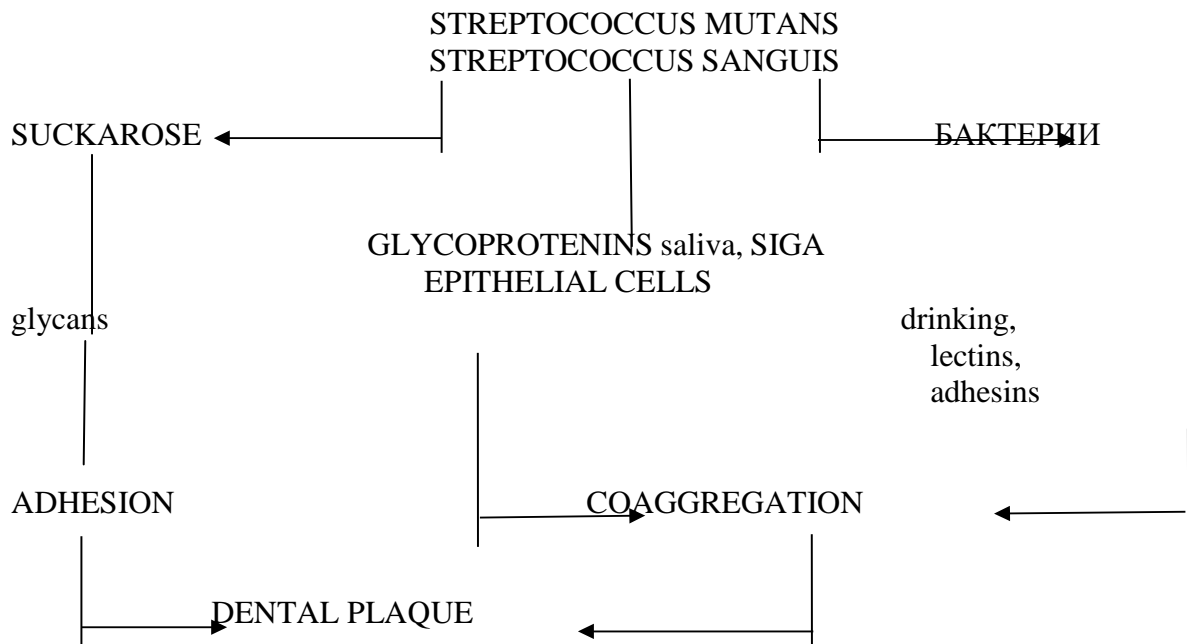 STREPTOCOCCUS MUTANS
STREPTOCOCCUS SANGUIS
SUCKAROSE
БАКТЕРИИ
GLYCOPROTENINS saliva, SIGA
EPITHELIAL CELLS
glycans
drinking,
lectins,
adhesins
ADHESION
COAGGREGATION
DENTAL PLAQUE